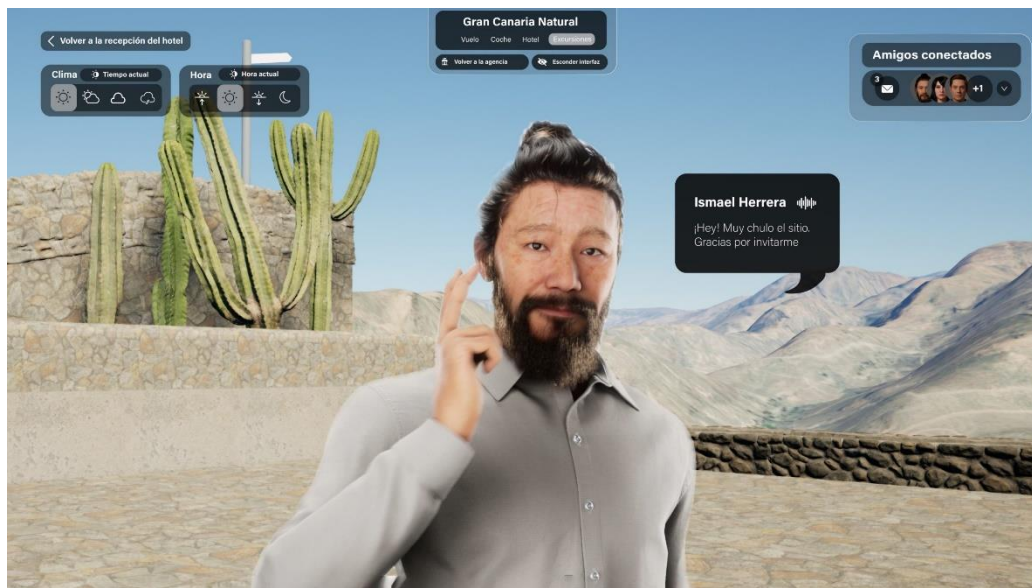 Gran Canaria Natural
Vuelo Coche Hotel Excursiones
Volver a la agencia Esconder interfaz
Volver a la recepción del hotel
Clima Tiempo actual
Hora Hora actual
Amigos conectados
3
+1
Ismael Herrera
¡Hey! Muy chulo el sitio.
Gracias por invitarme